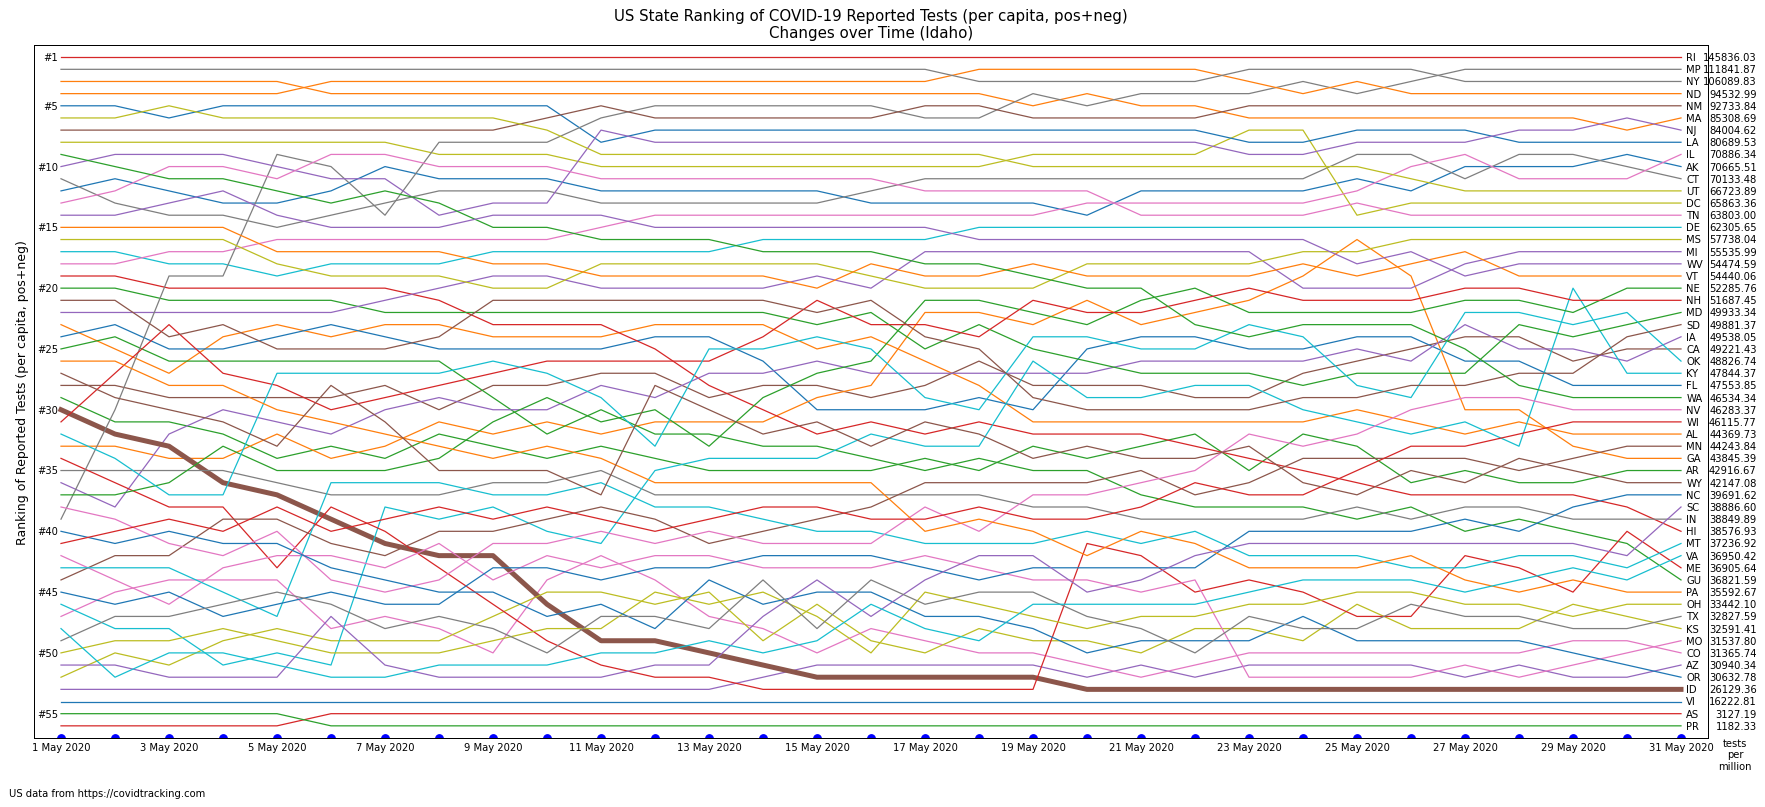 US State Ranking of COVID-19 Reported Tests (per capita, pos+neg)
Changes over Time (Idaho)
Ranking of Reported Tests (per capita, pos+neg)
#1
#5
#10
#15
#20
#25
#30
#35
#40
#45
#50
#55
RI 145836.03
MP 111841.87
NY 106089.83
ND 94532.99
NM 92733.84
MA 85308.69
NJ 84004.62
LA 80689.53
IL 70886.34
AK 70665.51
CT 70133.48
UT 66723.89
DC 65863.36
TN 63803.00
DE 62305.65
MS 57738.04
MI 55535.99
WV 54474.59
VT 54440.06
NE 52285.76
NH 51687.45
MD 49933.34
SD 49881.37
IA 49538.05
CA 49221.43
OK 48826.74
KY 47844.37
FL 47553.85
WA 46534.34
NV 46283.37
WI 46115.77
AL 44369.73
MN 44243.84
GA 43845.39
AR 42916.67
WY 42147.08
NC 39691.62
SC 38886.60
IN 38849.89
HI 38576.93
MT 37236.92
VA 36950.42
ME 36905.64
GU 36821.59
PA 35592.67
OH 33442.10
TX 32827.59
KS 32591.41
MO 31537.80
CO 31365.74
AZ 30940.34
OR 30632.78
ID 26129.36
VI 16222.81
AS 3127.19
PR 1182.33
1 May 2020 3 May 2020 5 May 2020 7 May 2020 9 May 2020 11 May 2020 13 May 2020 15 May 2020 17 May 2020 19 May 2020 21 May 2020 23 May 2020 25 May 2020 27 May 2020 29 May 2020 31 May 2020
tests
per
million
US data from https://covidtracking.com